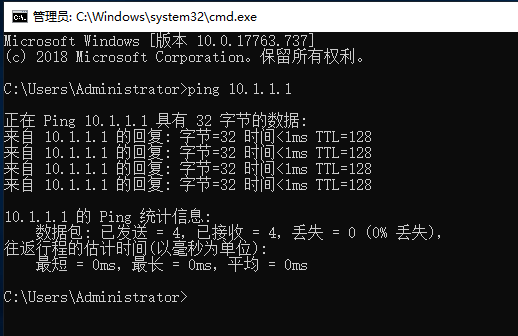 管理员: C:\Windows\system32\cmd.exe
Microsoft Windows [版本 10.0.17763.737]
(c) 2018 Microsoft Corporation。保留所有权利。
C:\Users\Administrator>ping 10.1.1.1
正在 Ping 10.1.1.1 具有 32 字节的数据:
来自 10.1.1.1 的回复: 字节=32 时间<1ms TTL=128
来自 10.1.1.1 的回复: 字节=32 时间<1ms TTL=128
来自 10.1.1.1 的回复: 字节=32 时间<1ms TTL=128
来自 10.1.1.1 的回复: 字节=32 时间<1ms TTL=128
10.1.1.1 的 Ping 统计信息:
数据包: 已发送 = 4，已接收 = 4，丢失 = 0 (0% 丢失)，
往返行程的估计时间(以毫秒为单位):
最短 = 0ms，最长 = 0ms，平均 = 0ms
C:\Users\Administrator>